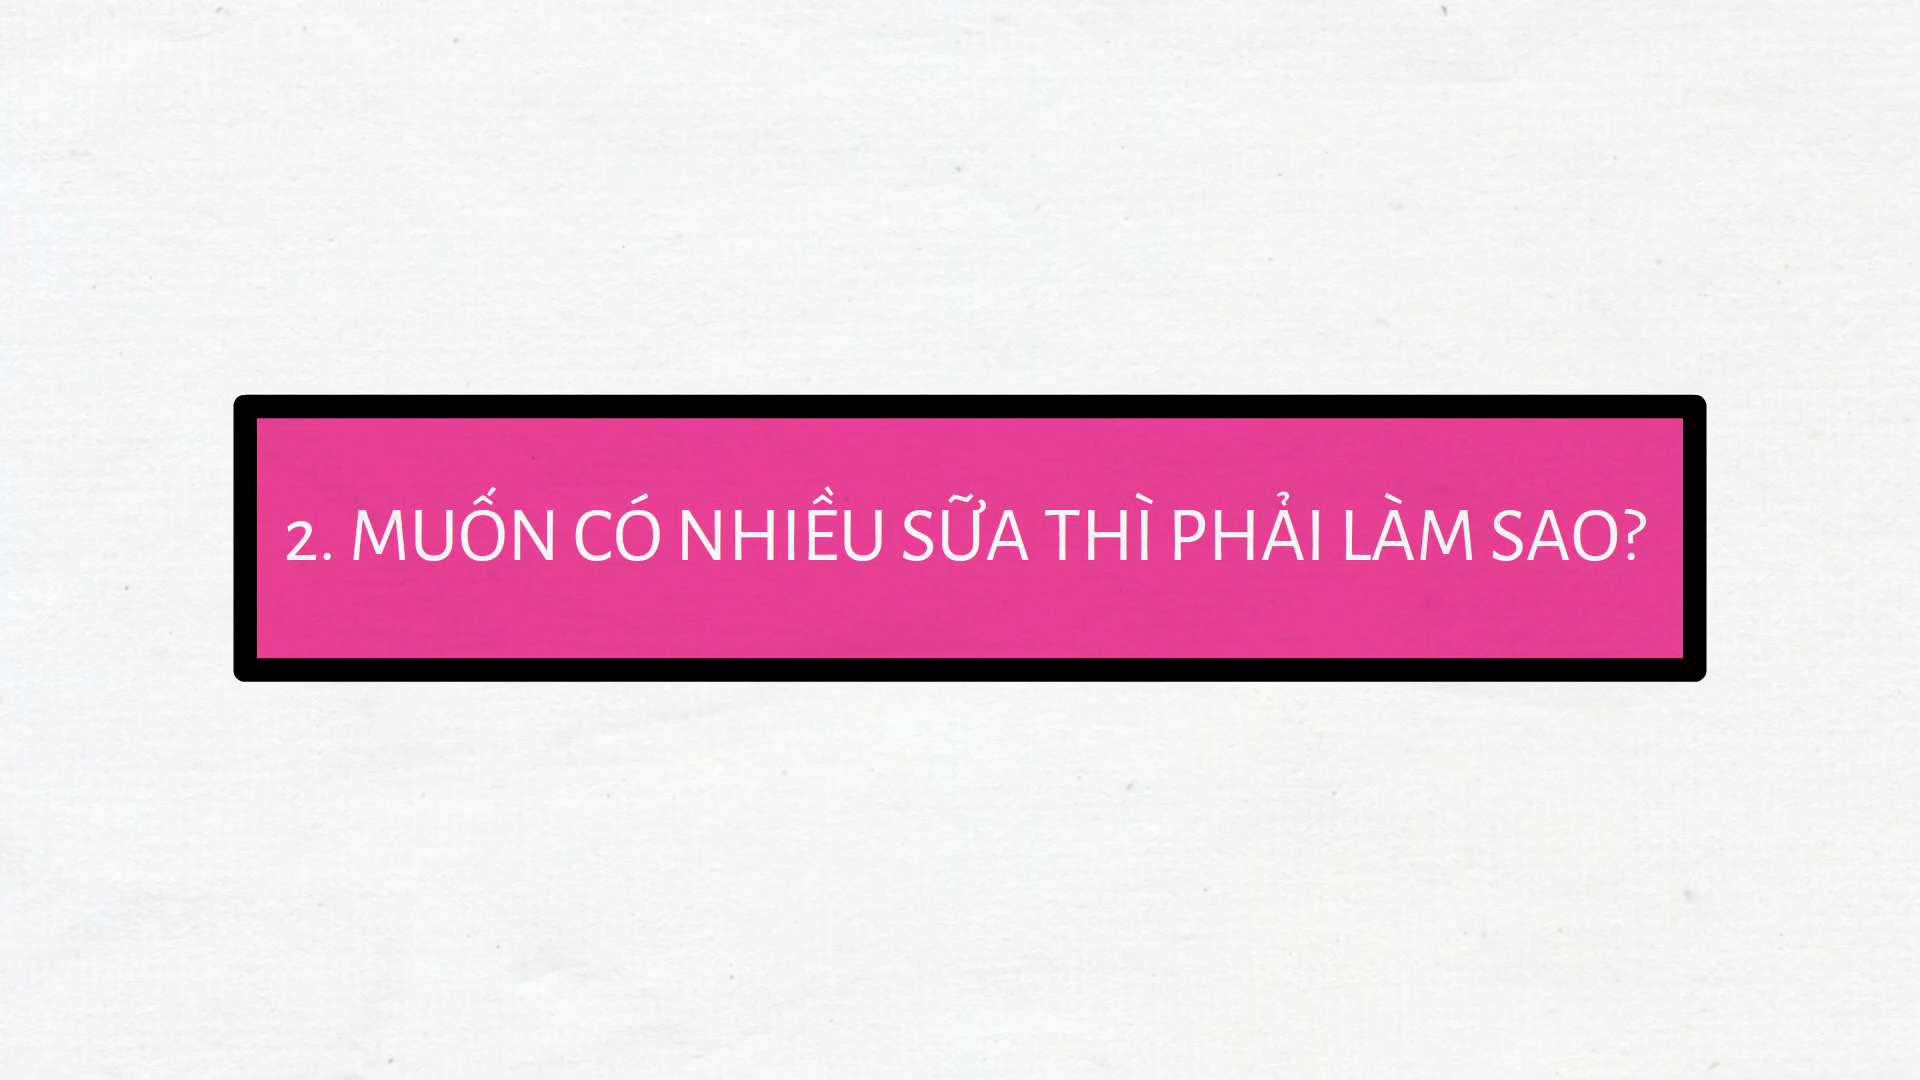 2. MUỐN CÓ NHIỀU SỮA THÌ PHẢI LÀM SAO?